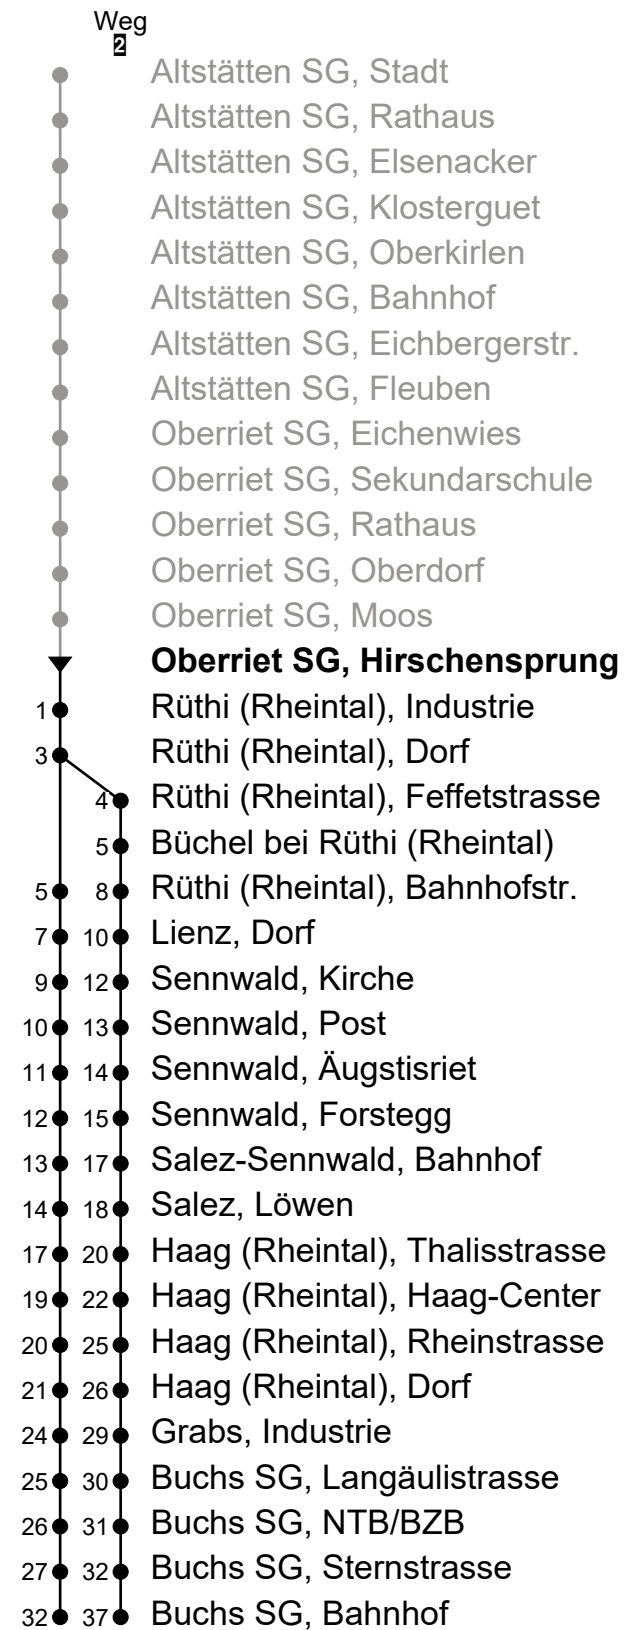 Weg
2
Altstätten SG, Stadt
Altstätten SG, Rathaus
Altstätten SG, Elsenacker
Altstätten SG, Klosterguet
Altstätten SG, Oberkirlen
Altstätten SG, Bahnhof
Altstätten SG, Eichbergerstr.
Altstätten SG, Fleuben
Oberriet SG, Eichenwies
Oberriet SG, Sekundarschule
Oberriet SG, Rathaus
Oberriet SG, Oberdorf
Oberriet SG, Moos
Oberriet SG, Hirschensprung
1 Rüthi (Rheintal), Industrie
3 Rüthi (Rheintal), Dorf
4 Rüthi (Rheintal), Feffetstrasse
5 Büchel bei Rüthi (Rheintal)
5 8 Rüthi (Rheintal), Bahnhofstr.
7 10 Lienz, Dorf
9 12 Sennwald, Kirche
10 13 Sennwald, Post
11 14 Sennwald, Äugstisriet
12 15 Sennwald, Forstegg
13 17 Salez-Sennwald, Bahnhof
14 18 Salez, Löwen
17 20 Haag (Rheintal), Thalisstrasse
19 22 Haag (Rheintal), Haag-Center
20 25 Haag (Rheintal), Rheinstrasse
21 26 Haag (Rheintal), Dorf
24 29 Grabs, Industrie
25 30 Buchs SG, Langäulistrasse
26 31 Buchs SG, NTB/BZB
27 32 Buchs SG, Sternstrasse
32 37 Buchs SG, Bahnhof